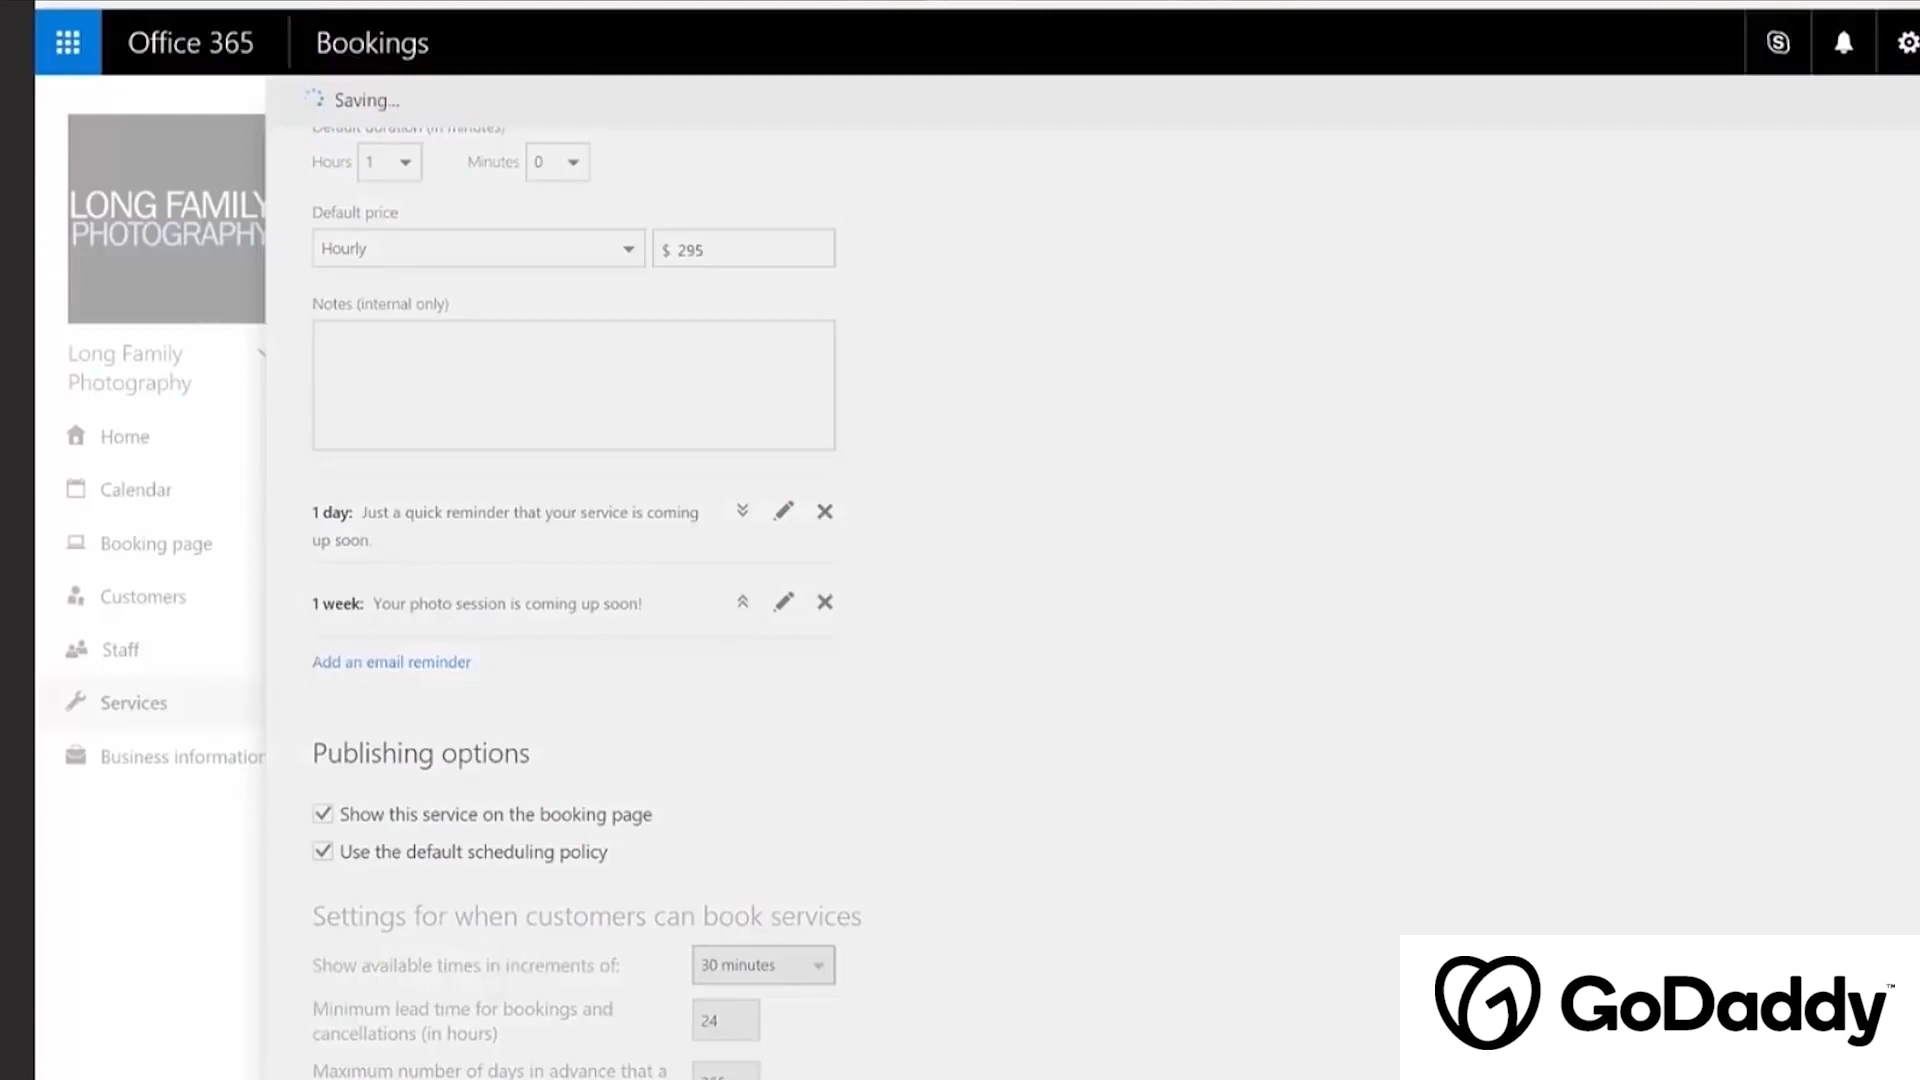 Office 365
Bookings
Saving...
Default duration (in minutes)
Hours 1 Minutes 0
Default price
Hourly $ 295
Notes (internal only)
LONG FAMILY
PHOTOGRAPHY
Long Family
Photography
Home
Calendar
Booking page
Customers
Staff
Services
Business information
1 day: Just a quick reminder that your service is coming
up soon.
1 week: Your photo session is coming up soon!
Add an email reminder
Publishing options
Show this service on the booking page
Use the default scheduling policy
Settings for when customers can book services
Show available times in increments of: 30 minutes
Minimum lead time for bookings and
cancellations (in hours) 24
Maximum number of days in advance that a
GoDaddy™